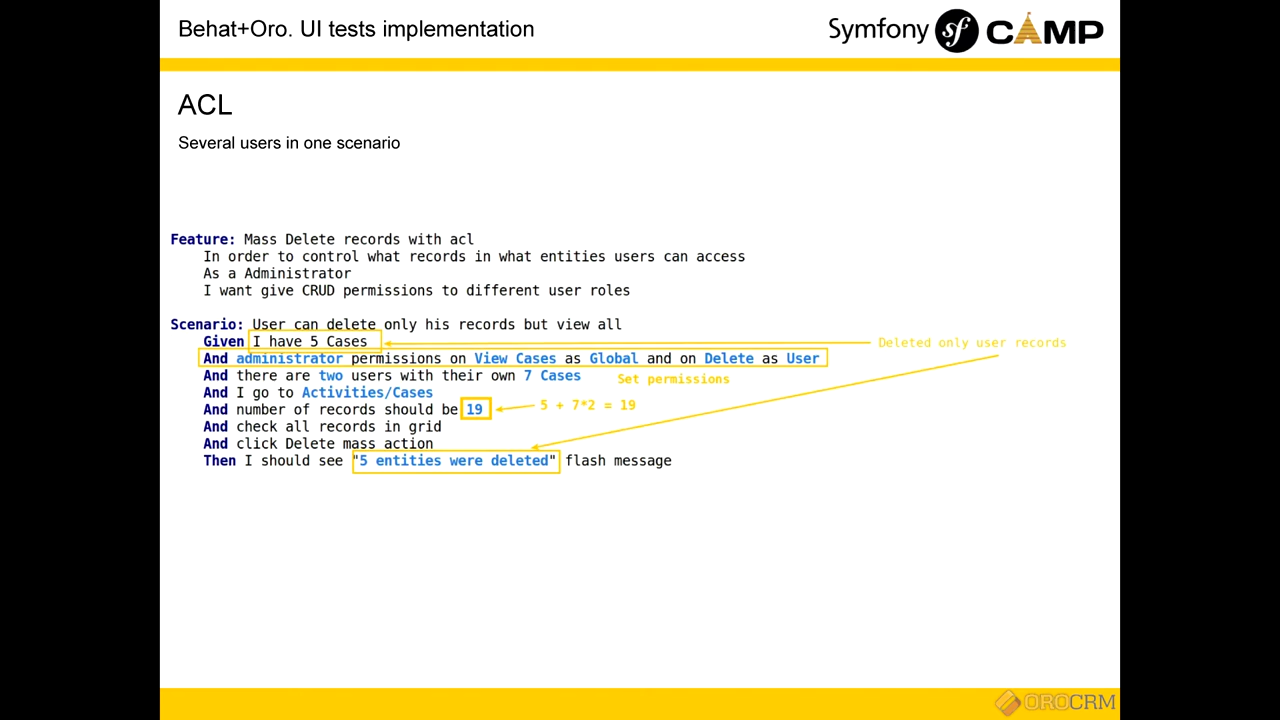 Behat+Oro. UI tests implementation
Symfony sf CAMP
ACL
Several users in one scenario
Feature: Mass Delete records with acl
In order to control what records in what entities users can access
As a Administrator
I want give CRUD permissions to different user roles
Scenario: User can delete only his records but view all
Given I have 5 Cases
Deleted only user records
And administrator permissions on View Cases as Global and on Delete as User
And there are two users with their own 7 Cases
Set permissions
And I go to Activities/Cases
And number of records should be 19
5 + 7*2 = 19
And check all records in grid
And click Delete mass action
Then I should see "5 entities were deleted" flash message
OROCRM